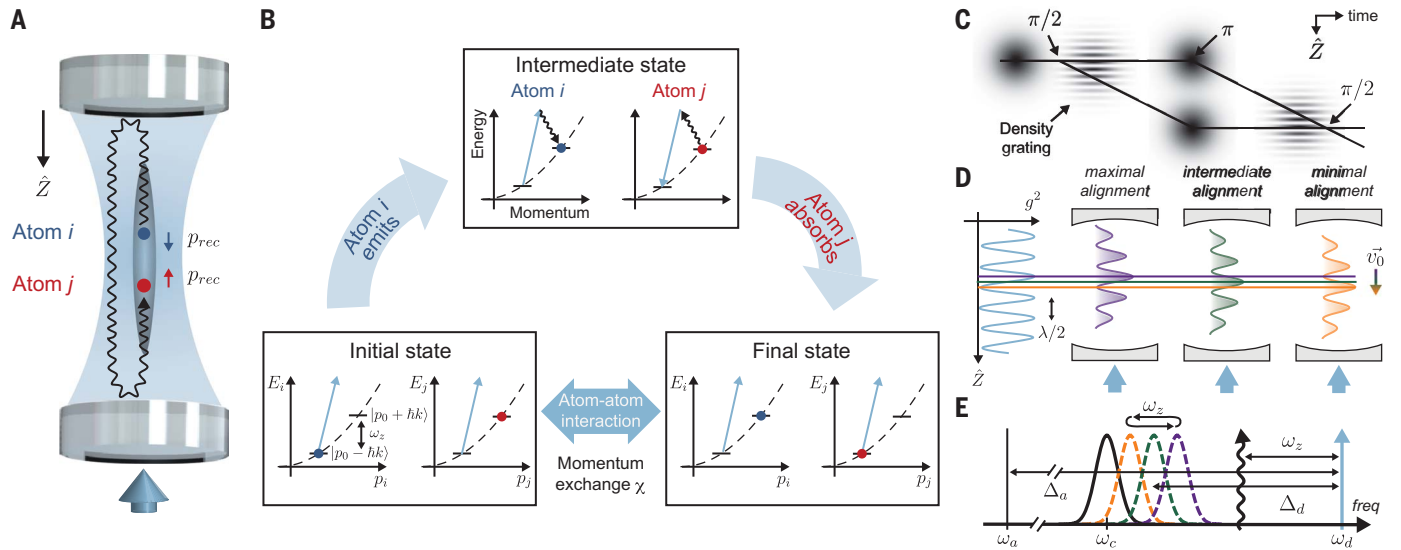 A
Ẑ
Atom i
p_rec
Atom j
p_rec
B
Intermediate state
Atom i
Atom j
Energy
Momentum
Atom i
emits
Atom j
absorbs
Initial state
E_i
E_j
|p_0 + ħk⟩
ω_z
|p_0 − ħk⟩
p_i
p_j
Atom-atom
interaction
Momentum
exchange χ
Final state
E_i
E_j
p_i
p_j
C
π/2
π
time
Ẑ
π/2
Density
grating
D
maximal
alignment
intermediate
alignment
minimal
alignment
g²
v⃗_0
λ/2
Ẑ
E
ω_z
ω_z
Δ_a
Δ_d
freq
ω_a
ω_c
ω_d